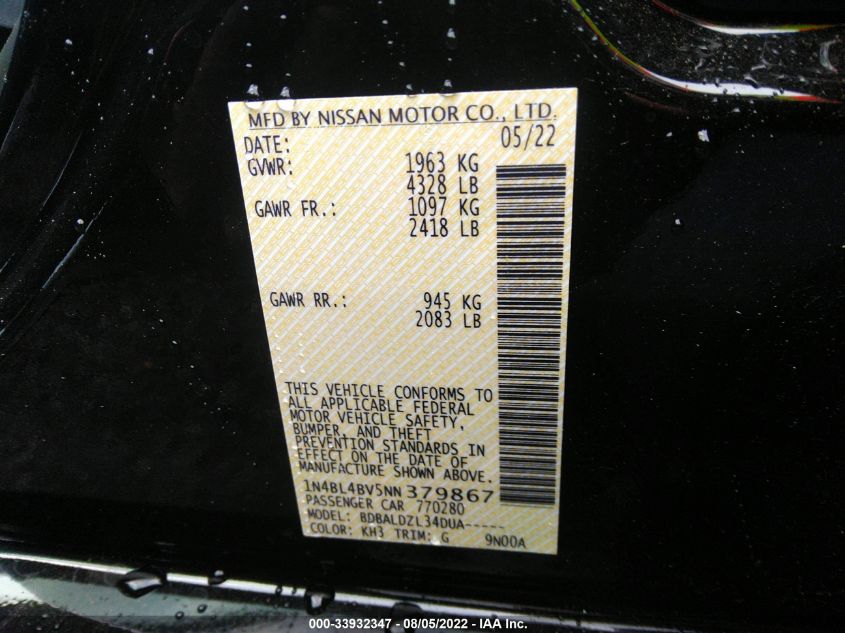 MFD BY NISSAN MOTOR CO., LTD.
DATE: 05/22
GVWR: 1963 KG
4328 LB
GAWR FR.: 1097 KG
2418 LB
GAWR RR.: 945 KG
2083 LB
THIS VEHICLE CONFORMS TO
ALL APPLICABLE FEDERAL
MOTOR VEHICLE SAFETY,
BUMPER, AND THEFT
PREVENTION STANDARDS IN
EFFECT ON THE DATE OF
MANUFACTURE SHOWN ABOVE.
1N4BL4BV5NN379867
PASSENGER CAR 770280
MODEL: BDBALDZL34DUA-----
COLOR: KH3 TRIM: G 9N00A
000-33932347 - 08/05/2022 - IAA Inc.